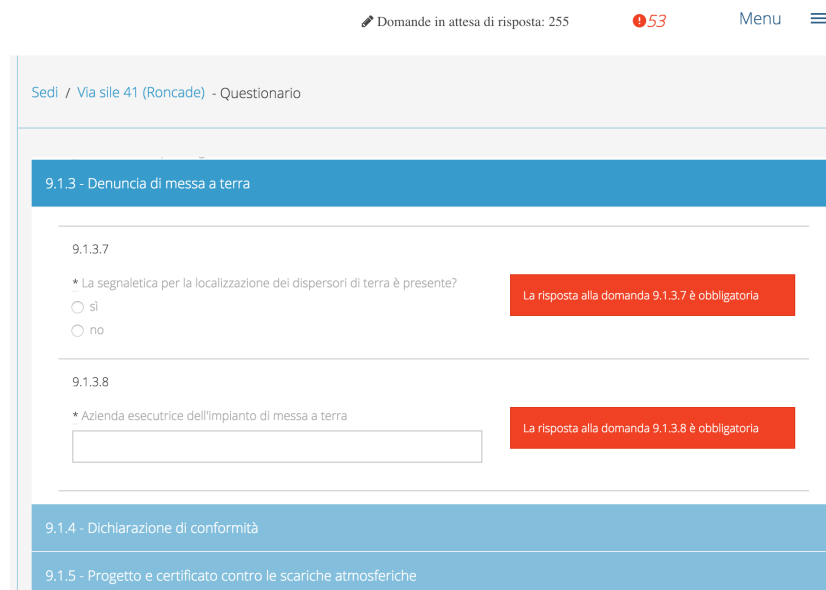 Domande in attesa di risposta: 255
53
Menu
Sedi / Via sile 41 (Roncade) - Questionario
9.1.3 - Denuncia di messa a terra
9.1.3.7
* La segnaletica per la localizzazione dei dispersori di terra è presente?
La risposta alla domanda 9.1.3.7 è obbligatoria
sì
no
9.1.3.8
* Azienda esecutrice dell'impianto di messa a terra
La risposta alla domanda 9.1.3.8 è obbligatoria
9.1.4 - Dichiarazione di conformità
9.1.5 - Progetto e certificato contro le scariche atmosferiche